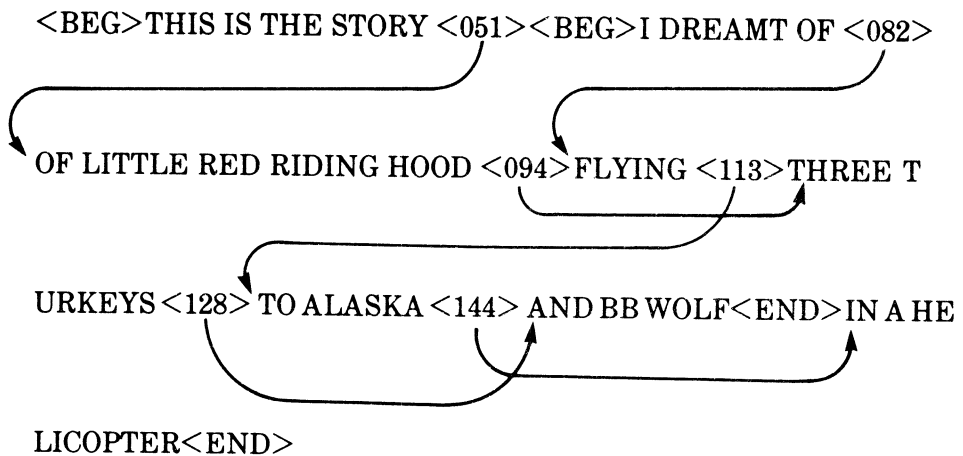 <BEG>THIS IS THE STORY <051><BEG>I DREAMT OF <082>
OF LITTLE RED RIDING HOOD <094>FLYING <113>THREE T
URKEYS <128>TO ALASKA <144> AND BB WOLF<END>IN A HE
LICOPTER<END>